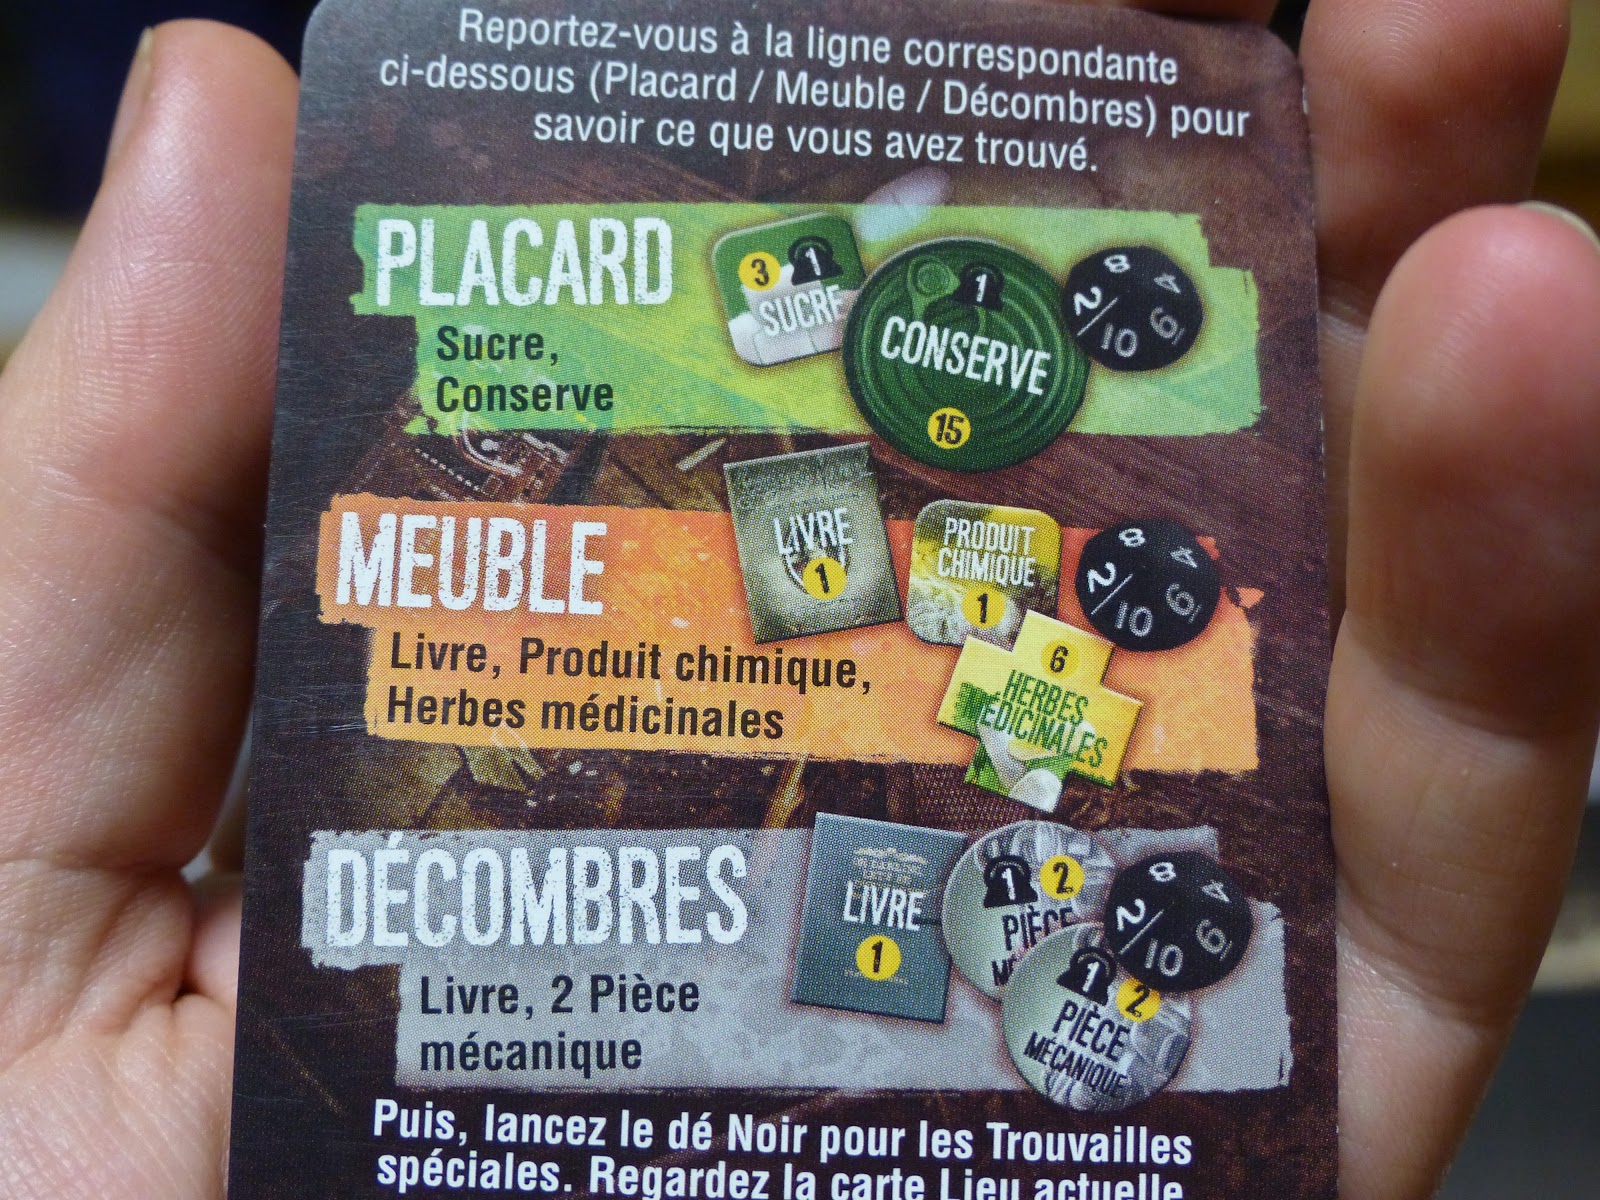 Reportez-vous à la ligne correspondante
ci-dessous (Placard / Meuble / Décombres) pour
savoir ce que vous avez trouvé.
PLACARD
Sucre,
Conserve
3 1
SUCRE
1
CONSERVE
15
8 4
2 6
10
MEUBLE
Livre, Produit chimique,
Herbes médicinales
LIVRE
1
PRODUIT
CHIMIQUE
1
6
HERBES
MÉDICINALES
8 4
2 6
10
DÉCOMBRES
Livre, 2 Pièce
mécanique
LIVRE
1
1 2
PIÈCE
1 2
PIÈCE
MÉCANIQUE
8 4
2 9
10
Puis, lancez le dé Noir pour les Trouvailles
spéciales. Regardez la carte Lieu actuelle